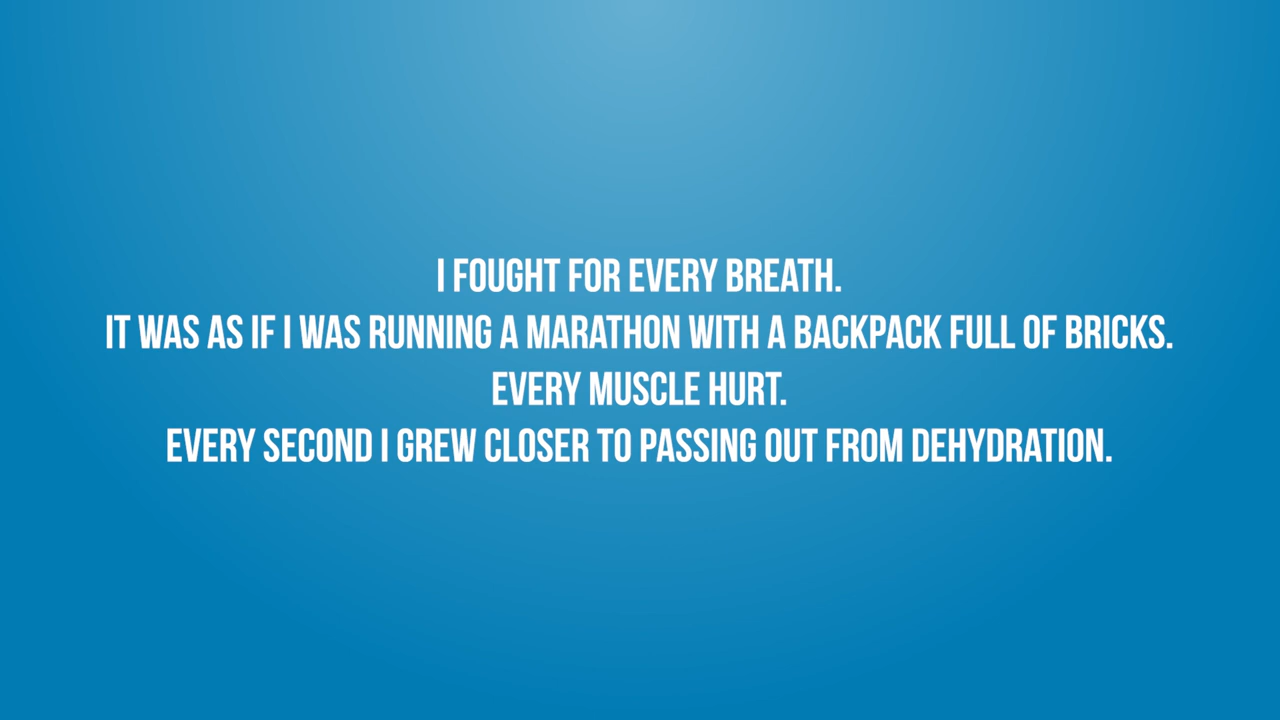 I FOUGHT FOR EVERY BREATH.
IT WAS AS IF I WAS RUNNING A MARATHON WITH A BACKPACK FULL OF BRICKS.
EVERY MUSCLE HURT.
EVERY SECOND I GREW CLOSER TO PASSING OUT FROM DEHYDRATION.